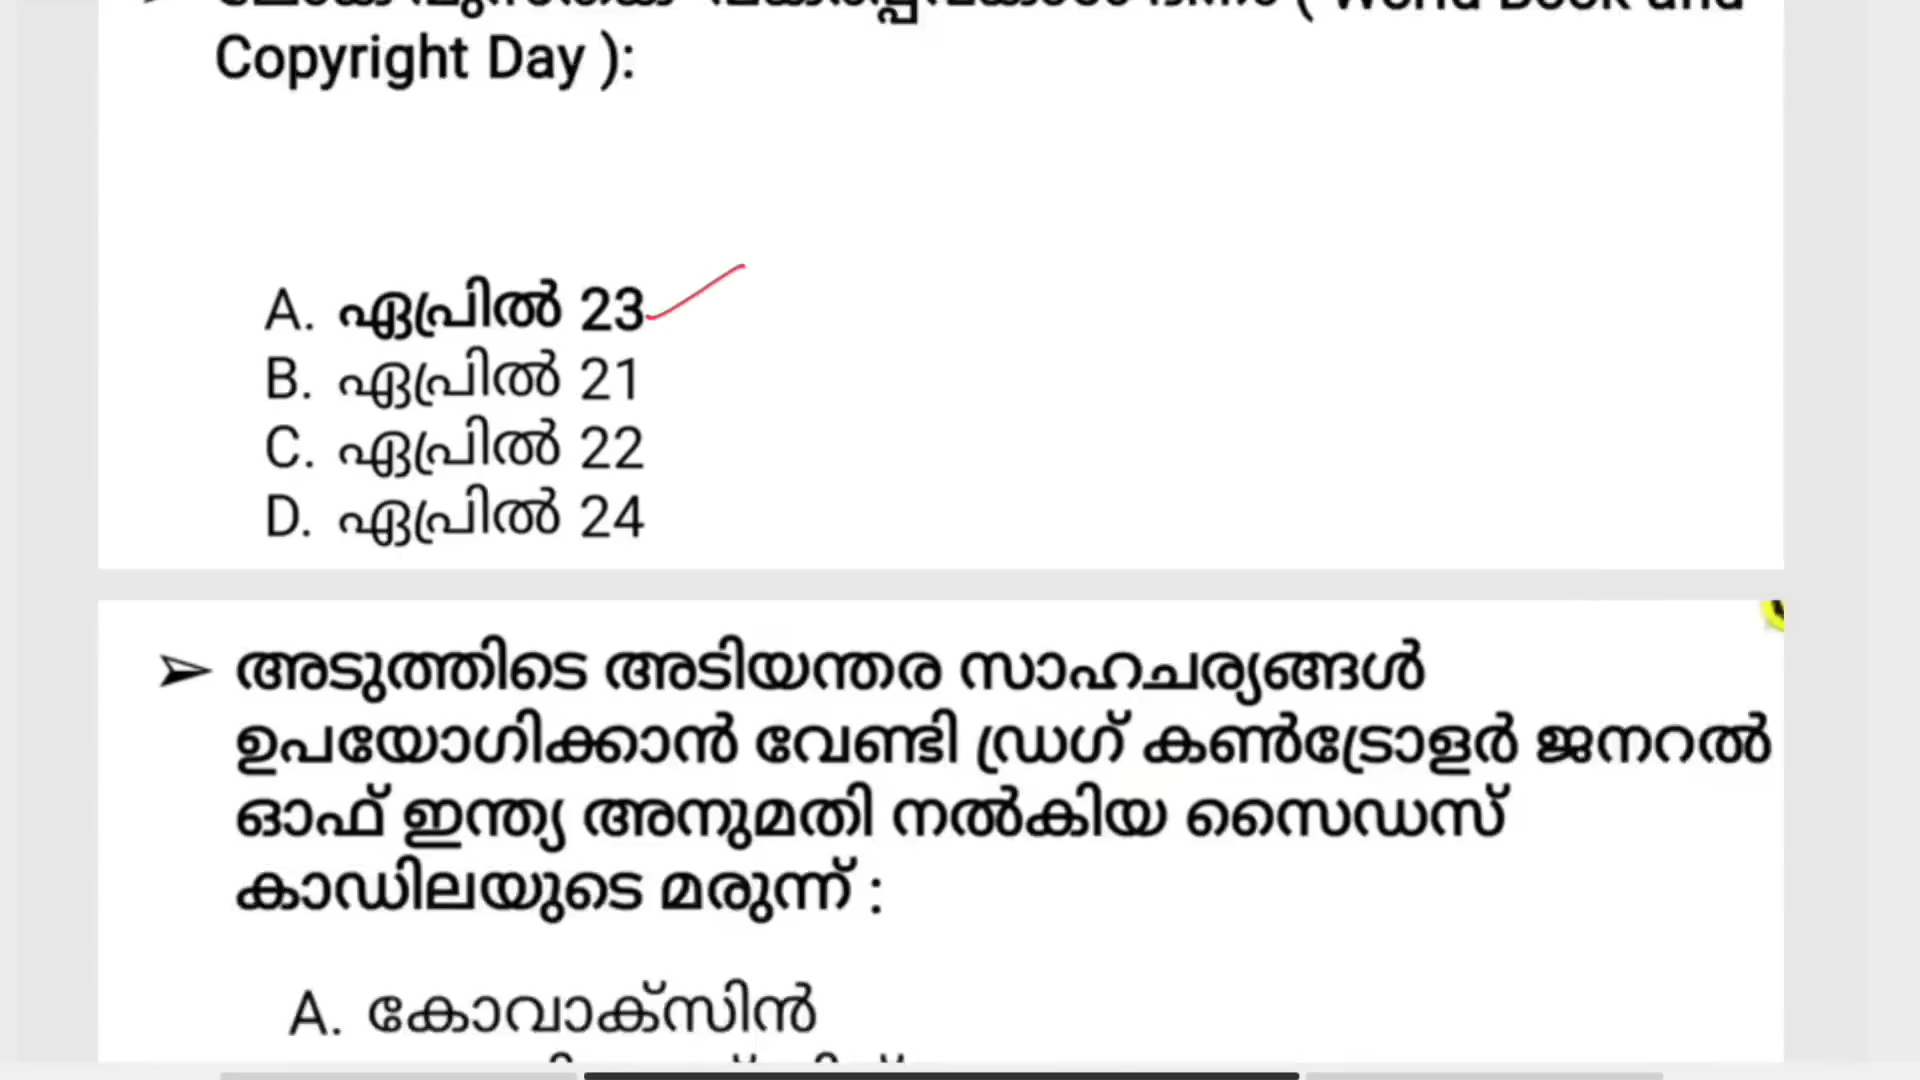 Copyright Day ):
A. ഏപ്രിൽ 23
B. ഏപ്രിൽ 21
C. ഏപ്രിൽ 22
D. ഏപ്രിൽ 24
➢ അടുത്തിടെ അടിയന്തര സാഹചര്യങ്ങൾ
ഉപയോഗിക്കാൻ വേണ്ടി ഡ്രഗ് കൺട്രോളർ ജനറൽ
ഓഫ് ഇന്ത്യ അനുമതി നൽകിയ സൈഡസ്
കാഡിലയുടെ മരുന്ന് :
A. കോവാക്സിൻ